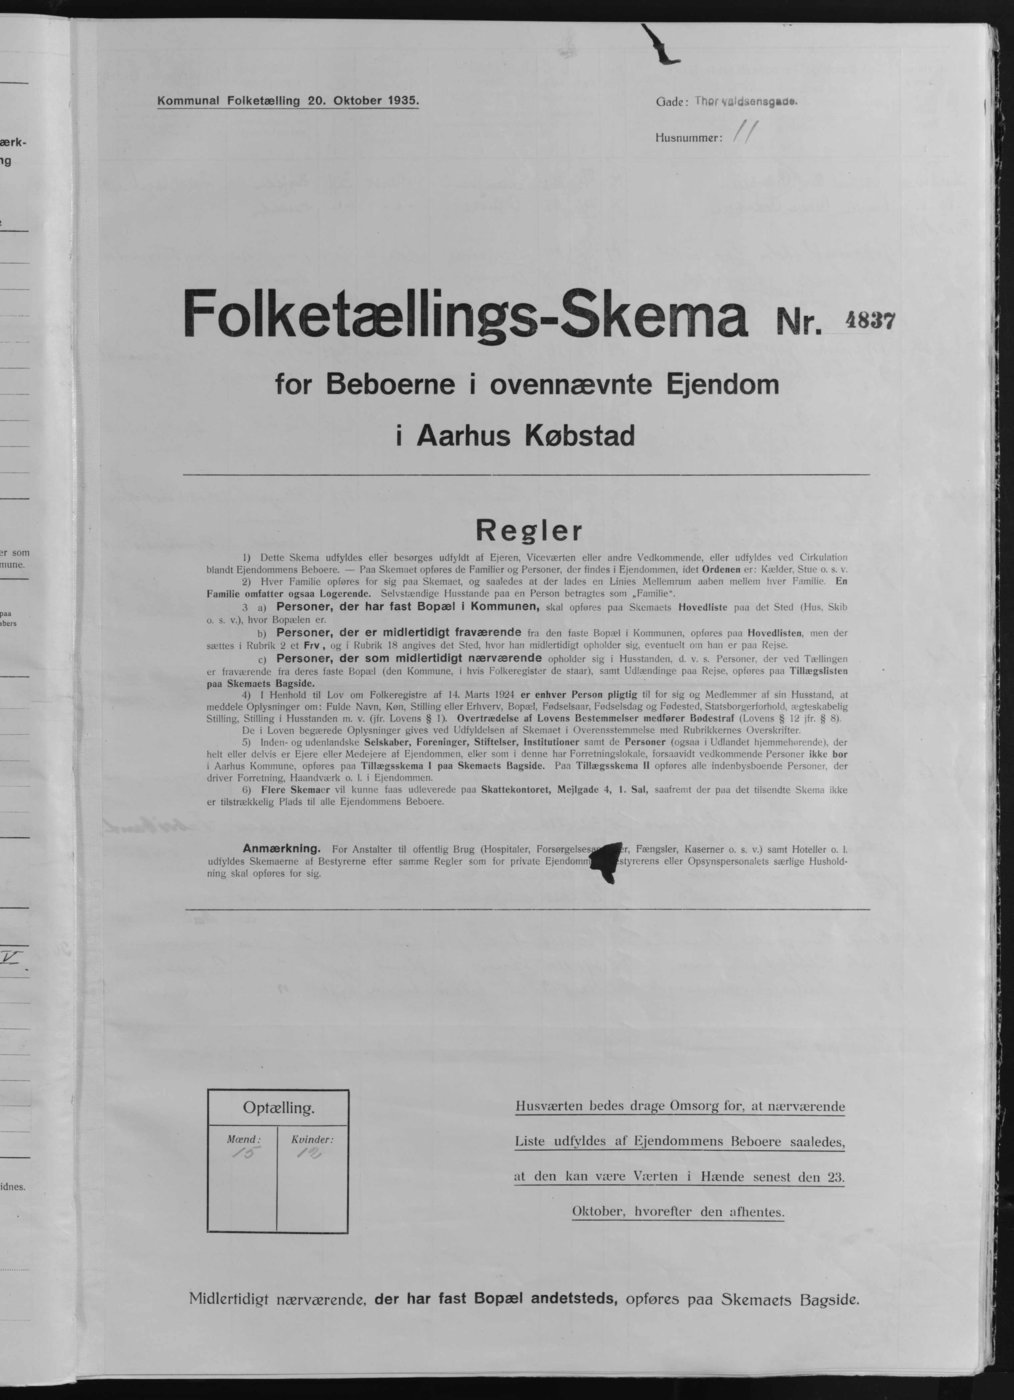 Kommunal Folketælling 20. Oktober 1935.
Gade: Thorvaldsensgade.
Husnummer: 11
Folketællings-Skema Nr. 4837
for Beboerne i ovennævnte Ejendom
i Aarhus Købstad
Regler
1) Dette Skema udfyldes eller besørges udfyldt af Ejeren, Viceværten eller andre Vedkommende, eller udfyldes ved Cirkulation
blandt Ejendommens Beboere. — Paa Skemaet opføres de Familier og Personer, der findes i Ejendommen, idet Ordenen er: Kælder, Stue o. s. v.
2) Hver Familie opføres for sig paa Skemaet, og saaledes at der lades en Linies Mellemrum aaben mellem hver Familie. En
Familie omfatter ogsaa Logerende. Selvstændige Husstande paa en Person betragtes som „Familie".
3 a) Personer, der har fast Bopæl i Kommunen, skal opføres paa Skemaets Hovedliste paa det Sted (Hus, Skib
o. s. v.), hvor Bopælen er.
b) Personer, der er midlertidigt fraværende fra den faste Bopæl i Kommunen, opføres paa Hovedlisten, men der
sættes i Rubrik 2 et Frv, og i Rubrik 18 angives det Sted, hvor han midlertidigt opholder sig, eventuelt om han er paa Rejse.
c) Personer, der som midlertidigt nærværende opholder sig i Husstanden, d. v. s. Personer, der ved Tællingen
er fraværende fra deres faste Bopæl (den Kommune, i hvis Folkeregister de staar), samt Udlændinge paa Rejse, opføres paa Tillægslisten
paa Skemaets Bagside.
4) I Henhold til Lov om Folkeregistre af 14. Marts 1924 er enhver Person pligtig til for sig og Medlemmer af sin Husstand, at
meddele Oplysninger om: Fulde Navn, Køn, Stilling eller Erhverv, Bopæl, Fødselsaar, Fødselsdag og Fødested, Statsborgerforhold, ægteskabelig
Stilling, Stilling i Husstanden m. v. (jfr. Lovens § 1). Overtrædelse af Lovens Bestemmelser medfører Bødestraf (Lovens § 12 jfr. § 8).
De i Loven begærede Oplysninger gives ved Udfyldelsen af Skemaet i Overensstemmelse med Rubrikkernes Overskrifter.
5) Inden- og udenlandske Selskaber, Foreninger, Stiftelser, Institutioner samt de Personer (ogsaa i Udlandet hjemmehørende), der
helt eller delvis er Ejere eller Medejere af Ejendommen, eller som i denne har Forretningslokale, forsaavidt vedkommende Personer ikke bor
i Aarhus Kommune, opføres paa Tillægsskema I paa Skemaets Bagside. Paa Tillægsskema II opføres alle indenbysboende Personer, der
driver Forretning, Haandværk o. l. i Ejendommen.
6) Flere Skemaer vil kunne faas udleverede paa Skattekontoret, Mejlgade 4, 1. Sal, saafremt der paa det tilsendte Skema ikke
er tilstrækkelig Plads til alle Ejendommens Beboere.
Anmærkning. For Anstalter til offentlig Brug (Hospitaler, Fængsler, Kaserner o. s. v.) samt Hoteller o. l.
udfyldes Skemaerne af Bestyrerne efter samme Regler som for private eller Opsynspersonalets særlige Hushold-
ning skal opføres for sig.
Optælling.
Mænd: Kvinder:
15 12
Husværten bedes drage Omsorg for, at nærværende
Liste udfyldes af Ejendommens Beboere saaledes,
at den kan være Værten i Hænde senest den 23.
Oktober, hvorefter den afhentes.
Midlertidigt nærværende, der har fast Bopæl andetsteds, opføres paa Skemaets Bagside.